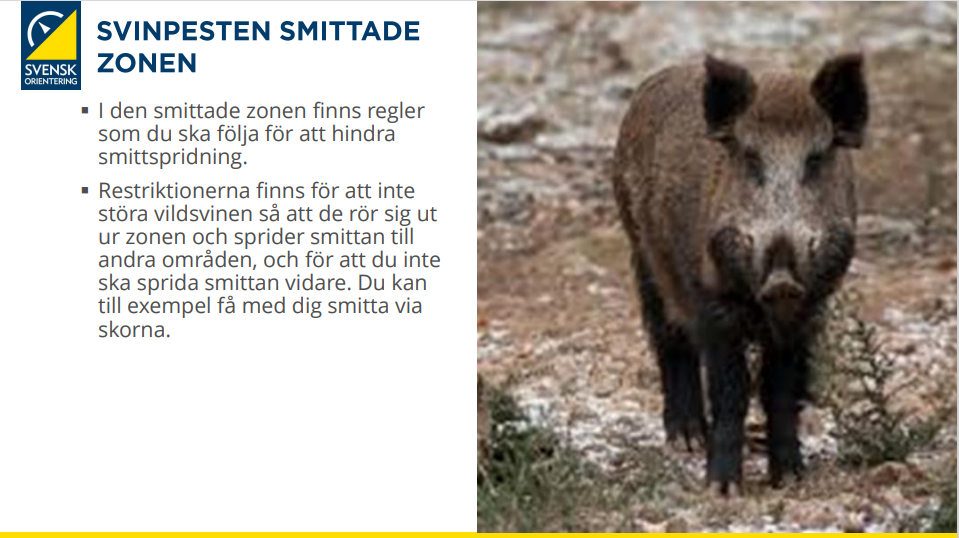 SVENSK
ORIENTERING
SVINPESTEN SMITTADE
ZONEN
▪ I den smittade zonen finns regler
som du ska följa för att hindra
smittspridning.
▪ Restriktionerna finns för att inte
störa vildsvinen så att de rör sig ut
ur zonen och sprider smittan till
andra områden, och för att du inte
ska sprida smittan vidare. Du kan
till exempel få med dig smitta via
skorna.